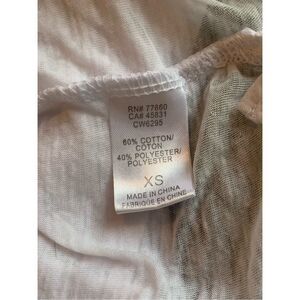 RN# 77860
CA# 45831
CW6295
60% COTTON/
COTON
40% POLYESTER/
POLYESTER
XS
MADE IN CHINA
FABRIQUÉ EN CHINE